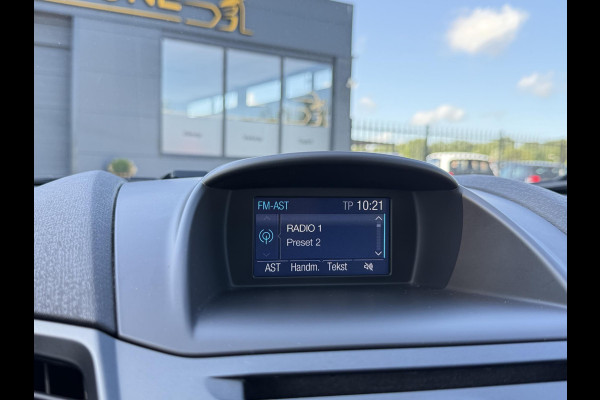 FM-AST TP 10:21
RADIO 1
Preset 2
AST Handm. Tekst